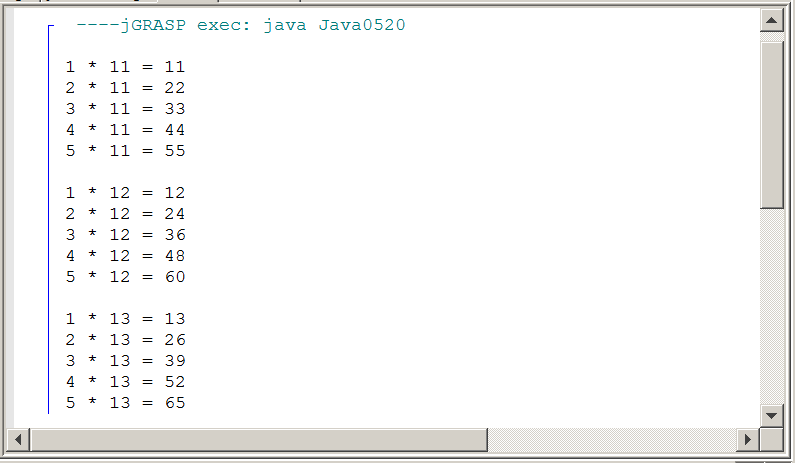 ----jGRASP exec: java Java0520
1 * 11 = 11
2 * 11 = 22
3 * 11 = 33
4 * 11 = 44
5 * 11 = 55
1 * 12 = 12
2 * 12 = 24
3 * 12 = 36
4 * 12 = 48
5 * 12 = 60
1 * 13 = 13
2 * 13 = 26
3 * 13 = 39
4 * 13 = 52
5 * 13 = 65